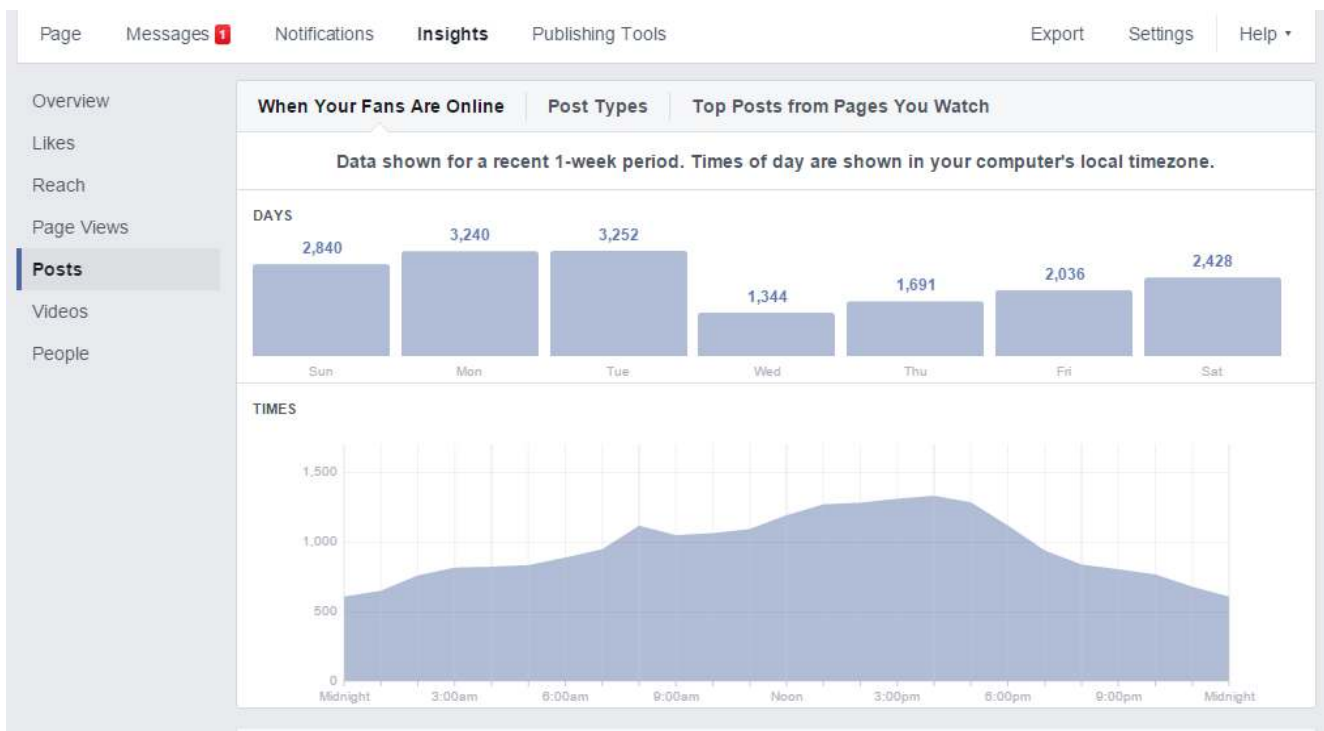 Page Messages 1 Notifications Insights Publishing Tools Export Settings Help
Overview
Likes
Reach
Page Views
Posts
Videos
People
When Your Fans Are Online Post Types Top Posts from Pages You Watch
Data shown for a recent 1-week period. Times of day are shown in your computer's local timezone.
DAYS
2,840 3,240 3,252 1,344 1,691 2,036 2,428
Sun Mon Tue Wed Thu Fri Sat
TIMES
1,500
1,000
500
0
Midnight 3:00am 6:00am 9:00am Noon 3:00pm 6:00pm 9:00pm Midnight